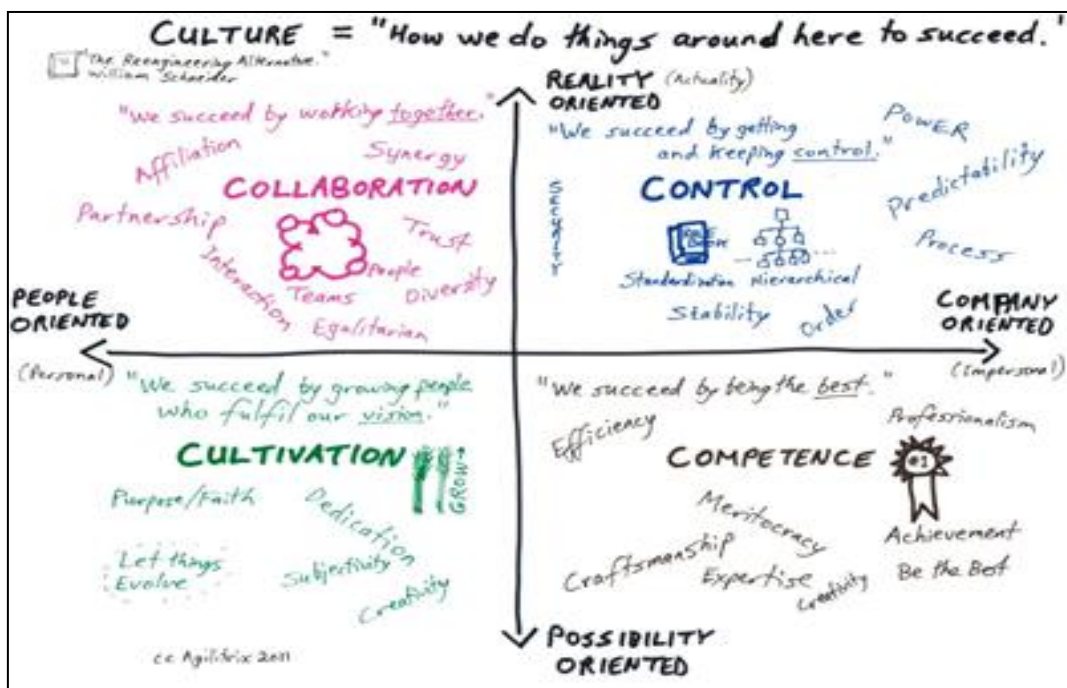 CULTURE = "How we do things around here to succeed."
"The Reengineering Alternative."
William Schneider
REALITY (Actuality)
ORIENTED
"We succeed by working together."
Affiliation
Synergy
COLLABORATION
Partnership
Trust
People
Interaction
Teams
Diversity
Egalitarian
"We succeed by getting
and keeping control."
POWER
Predictability
CONTROL
SECURITY
Process
Standardization Hierarchical
Stability
Order
PEOPLE
ORIENTED
(Personal)
COMPANY
ORIENTED
(Impersonal)
"We succeed by growing people
who fulfil our vision."
CULTIVATION
GROW
Purpose/Faith
Dedication
Let things
Evolve
Subjectivity
Creativity
"We succeed by being the best."
Efficiency
Professionalism
COMPETENCE
#1
Meritocracy
Craftsmanship
Expertise
Creativity
Achievement
Be the Best
POSSIBILITY
ORIENTED
cc Agilitrix 2011